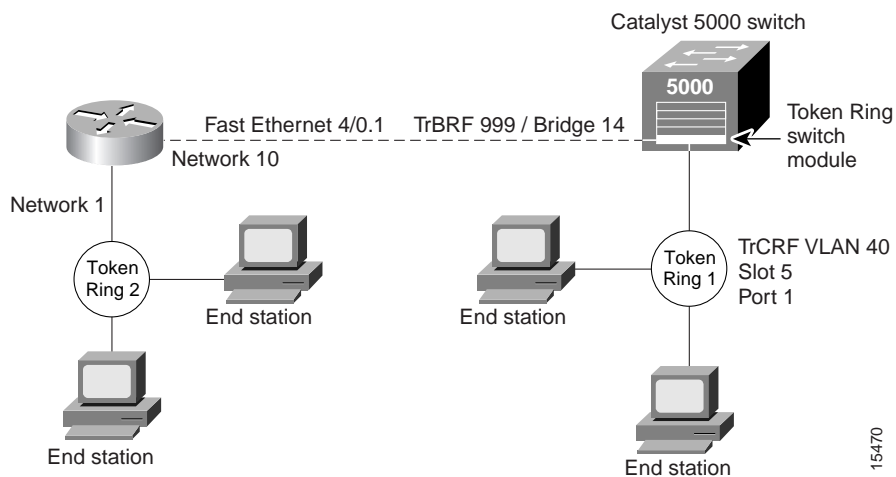 Catalyst 5000 switch
5000
Token Ring
switch
module
Fast Ethernet 4/0.1
TrBRF 999 / Bridge 14
Network 10
Network 1
Token
Ring 2
End station
End station
End station
Token
Ring 1
TrCRF VLAN 40
Slot 5
Port 1
End station
15470